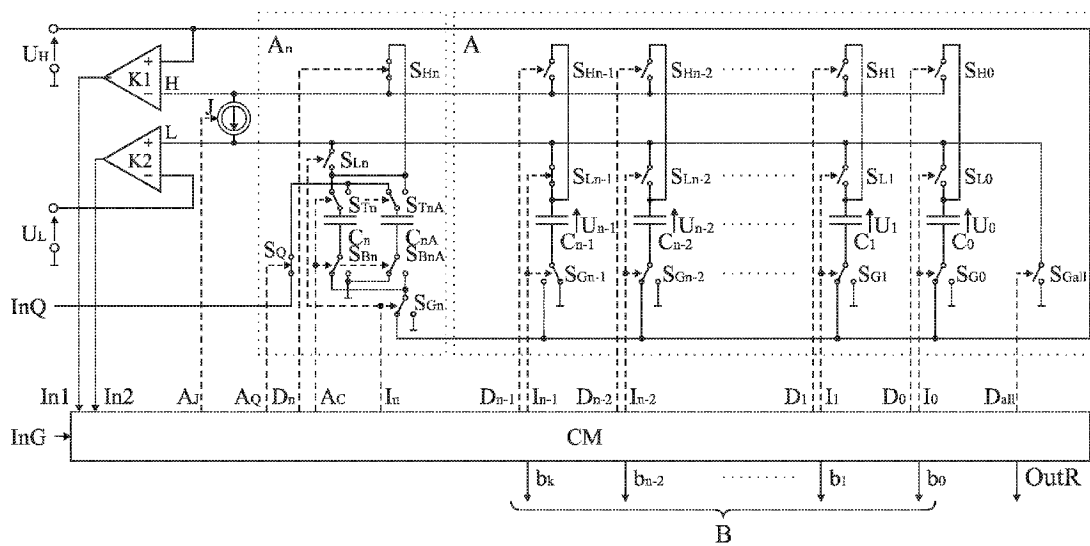 An A
UH
+ K1 − H
SHn SHn-1 SHn-2 ........ SH1 SH0
J
+ L
K2 −
SLn SLn-1 SLn-2 ........ SL1 SL0
UL
STn STnA
Cn CnA
Un-1 Un-2 U1 U0
Cn-1 Cn-2 C1 C0
SQ SBn SBnA
SGn SGn-1 SGn-2 ........ SG1 SG0 SGall
InQ
In1 In2 AJ AQ Dn AC In Dn-1 In-1 Dn-2 In-2 D1 I1 D0 I0 Dall
InG CM
bk bn-2 ........ b1 b0 OutR
B